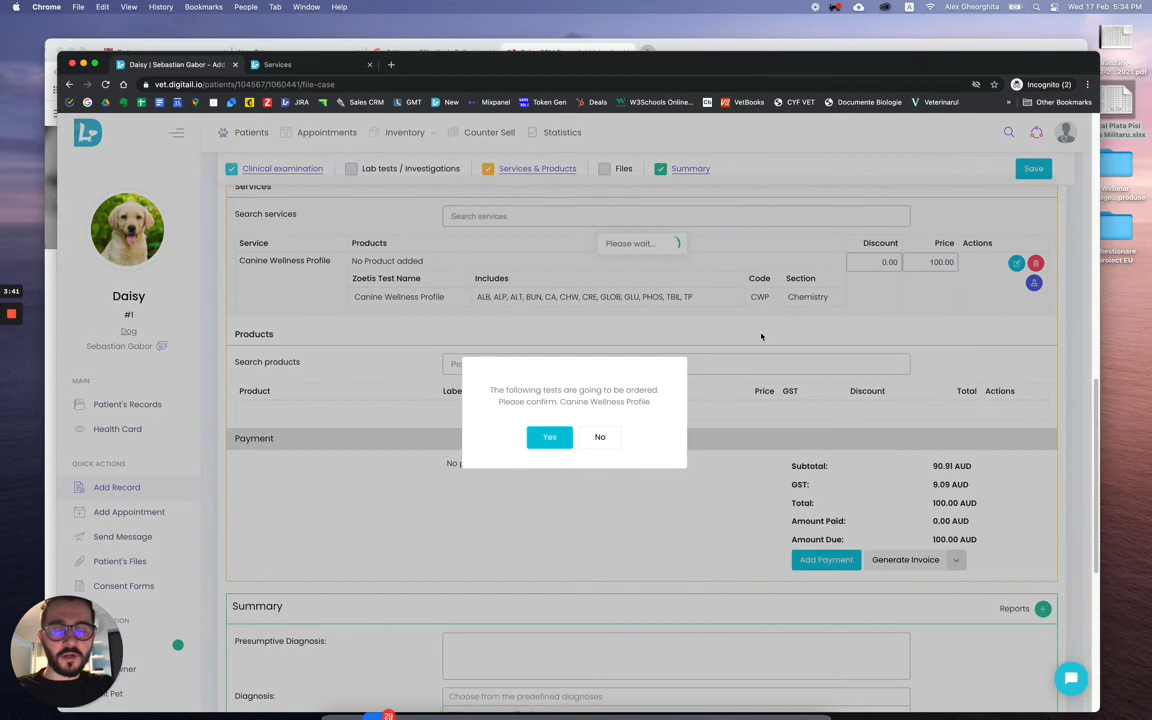 Chrome File Edit View History Bookmarks People Tab Window Help
Alex Gheorghita Wed 17 Feb 5:34 PM
Daisy | Sebastian Gabor - Add
Services
vet.digitail.io/patients/104567/1060441/file-case
Incognito (2)
JIRA Sales CRM GMT New Mixpanel Token Gen Deals W3Schools Online... VetBooks CYF VET Documente Biologie Veterinarul » Other Bookmarks
Patients Appointments Inventory Counter Sell Statistics
Clinical examination Lab tests / Investigations Services & Products Files Summary Save
Services
Search services Search services
Please wait...
Service Products Discount Price Actions
Canine Wellness Profile No Product added 0.00 100.00
Zoetis Test Name Includes Code Section
Canine Wellness Profile ALB, ALP, ALT, BUN, CA, CHW, CRE, GLOB, GLU, PHOS, TBIL, TP CWP Chemistry
Products
Search products
Product Price GST Discount Total Actions
The following tests are going to be ordered.
Please confirm. Canine Wellness Profile
Yes No
Payment
Subtotal: 90.91 AUD
GST: 9.09 AUD
Total: 100.00 AUD
Amount Paid: 0.00 AUD
Amount Due: 100.00 AUD
Add Payment Generate Invoice
Summary Reports
Presumptive Diagnosis:
Diagnosis: Choose from the predefined diagnoses
3:41
Daisy
#1
Dog
Sebastian Gabor
MAIN
Patient's Records
Health Card
QUICK ACTIONS
Add Record
Add Appointment
Send Message
Patient's Files
Consent Forms